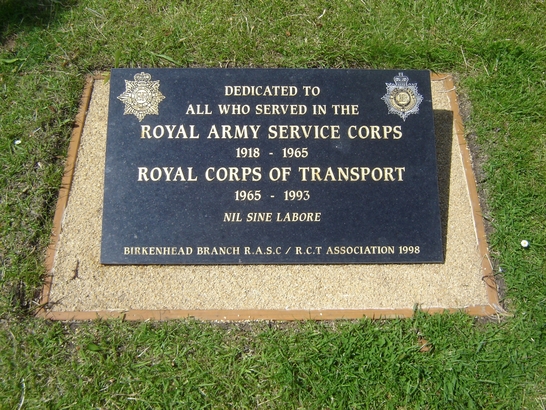 DEDICATED TO
ALL WHO SERVED IN THE
ROYAL ARMY SERVICE CORPS
1918 - 1965
ROYAL CORPS OF TRANSPORT
1965 - 1993
NIL SINE LABORE
BIRKENHEAD BRANCH R.A.S.C / R.C.T ASSOCIATION 1998